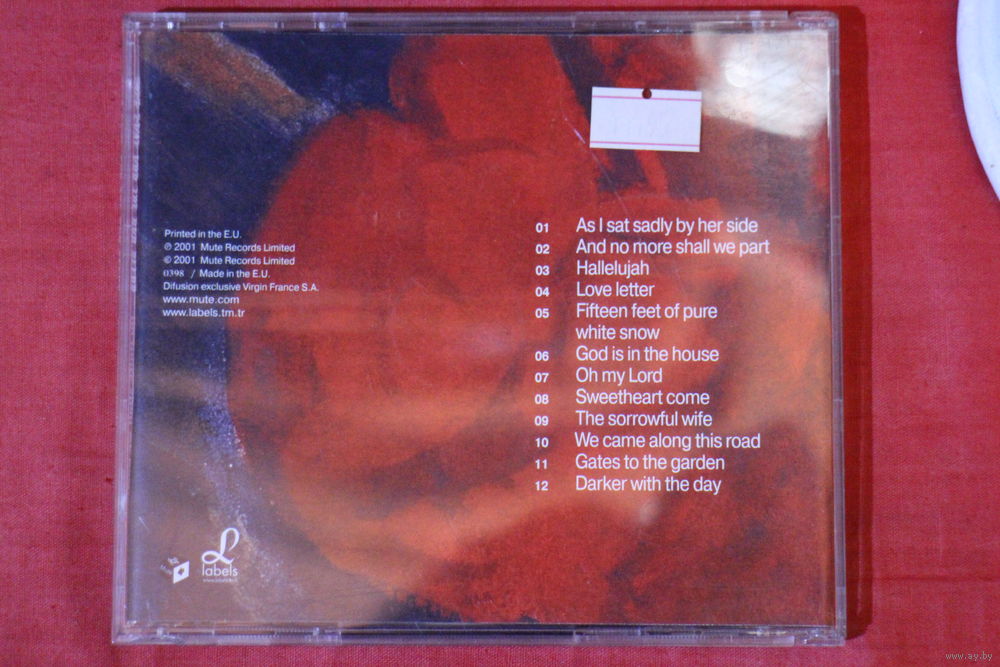 Printed in the E.U.
℗ 2001 Mute Records Limited
© 2001 Mute Records Limited
0398 / Made in the E.U.
Difusion exclusive Virgin France S.A.
www.mute.com
www.labels.tm.tr
01 As I sat sadly by her side
02 And no more shall we part
03 Hallelujah
04 Love letter
05 Fifteen feet of pure
white snow
06 God is in the house
07 Oh my Lord
08 Sweetheart come
09 The sorrowful wife
10 We came along this road
11 Gates to the garden
12 Darker with the day
Mute
L
labels
www.ay.by